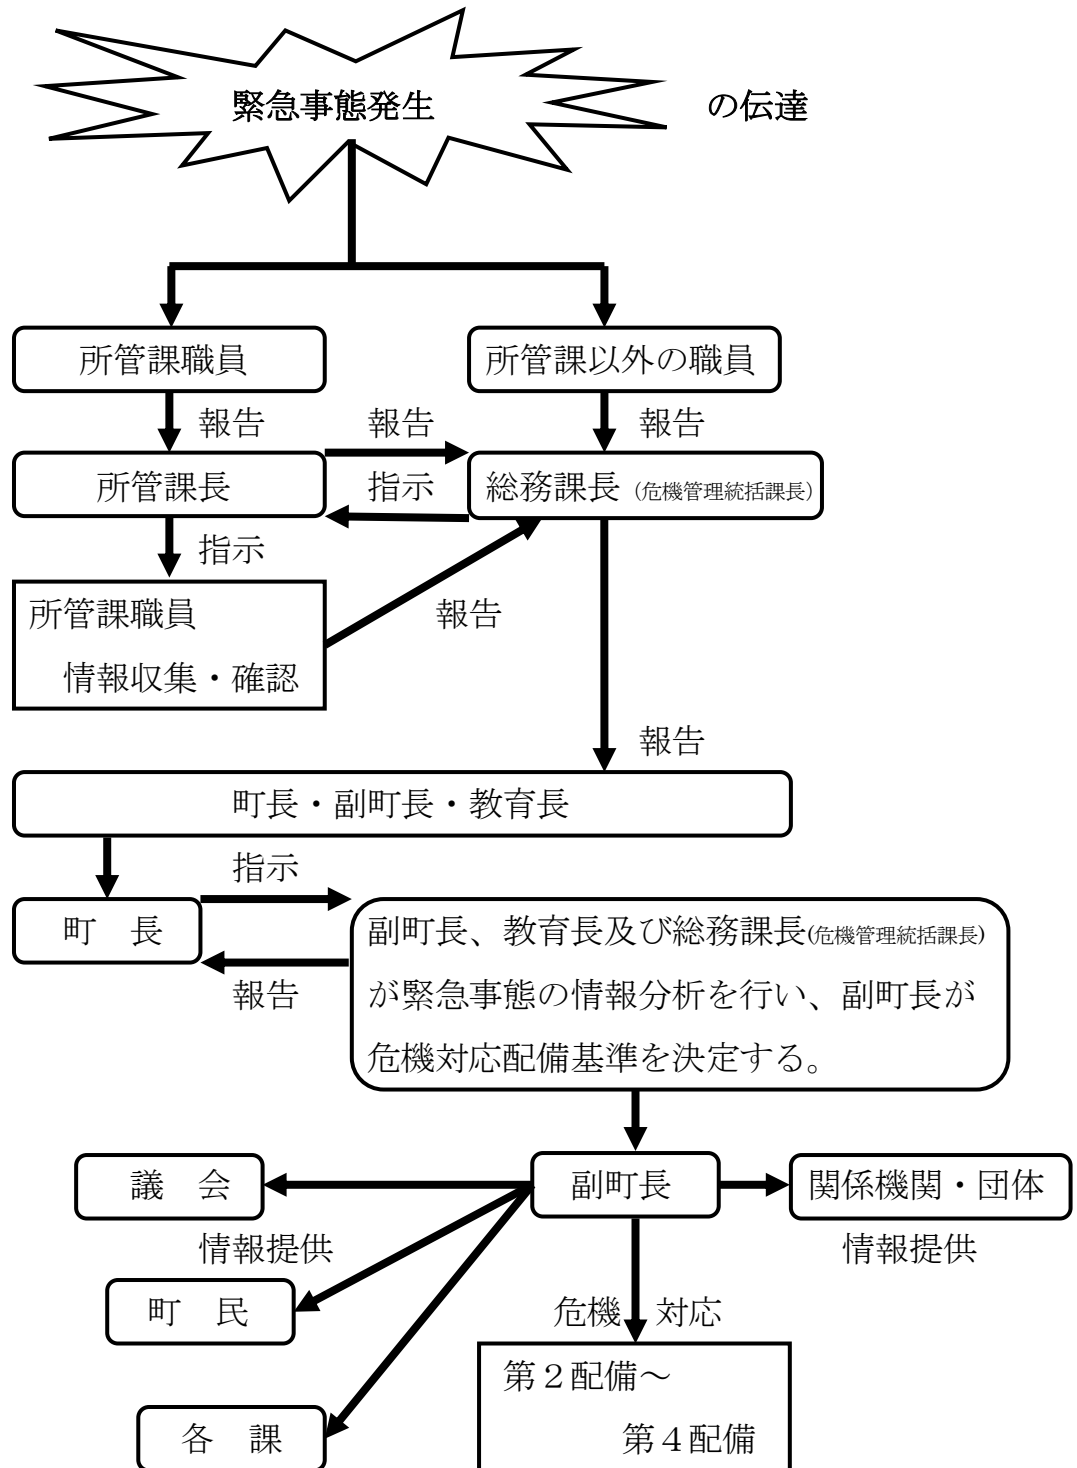 緊急事態発生
の伝達
所管課職員
所管課以外の職員
報告
報告
報告
所管課長
指示
総務課長（危機管理統括課長）
指示
所管課職員
情報収集・確認
報告
報告
町長・副町長・教育長
指示
町　長
報告
副町長、教育長及び総務課長(危機管理統括課長)
が緊急事態の情報分析を行い、副町長が
危機対応配備基準を決定する。
議　会
副町長
関係機関・団体
情報提供
情報提供
町　民
危機　対応
第２配備～
第４配備
各　課